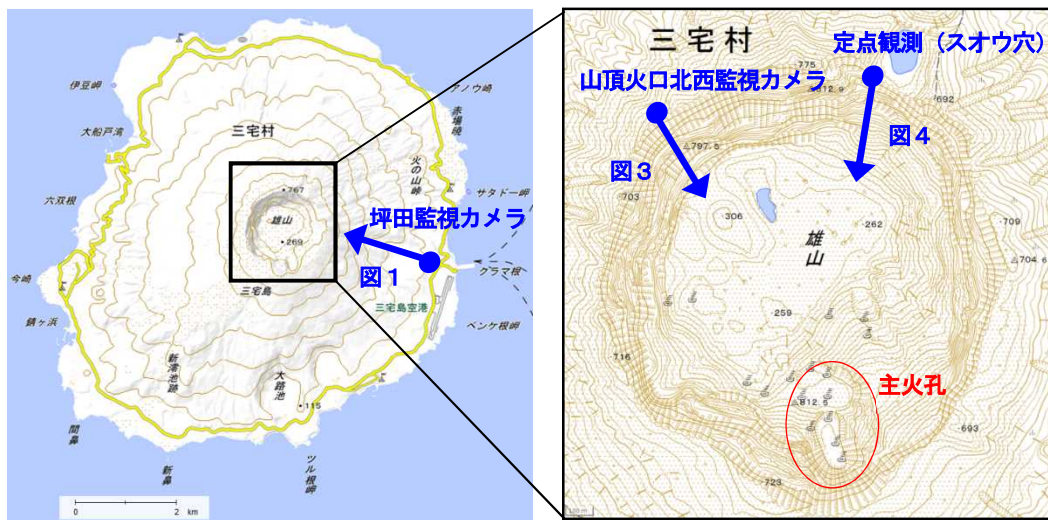 伊豆岬
大船戸湾
六双根
今崎
錆ヶ浜
間鼻
新鼻
新澪池跡
三宅村
767
雄山
269
三宅島
大路池
115
ツル根岬
アノウ崎
赤場暁
火の山峠
サタドー岬
坪田監視カメラ
図1
グラマ根
三宅島空港
ベンケ根岬
0 2 km
三宅村
定点観測（スオウ穴）
山頂火口北西監視カメラ
775
812.9
692
797.5
図3
図4
703
306
262
709
雄山
704.6
259
716
主火孔
812
693
723
100 m